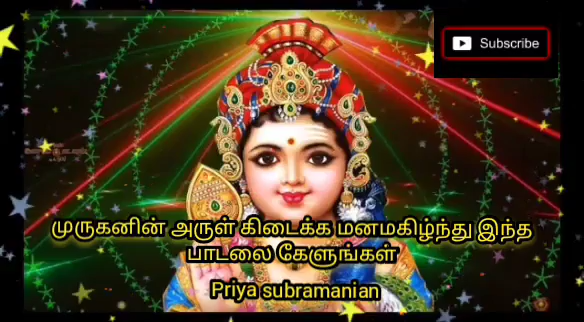 Subscribe
முருகனின் அருள் கிடைக்க மனமகிழ்ந்து இந்த
பாடலை கேளுங்கள்
Priya subramanian